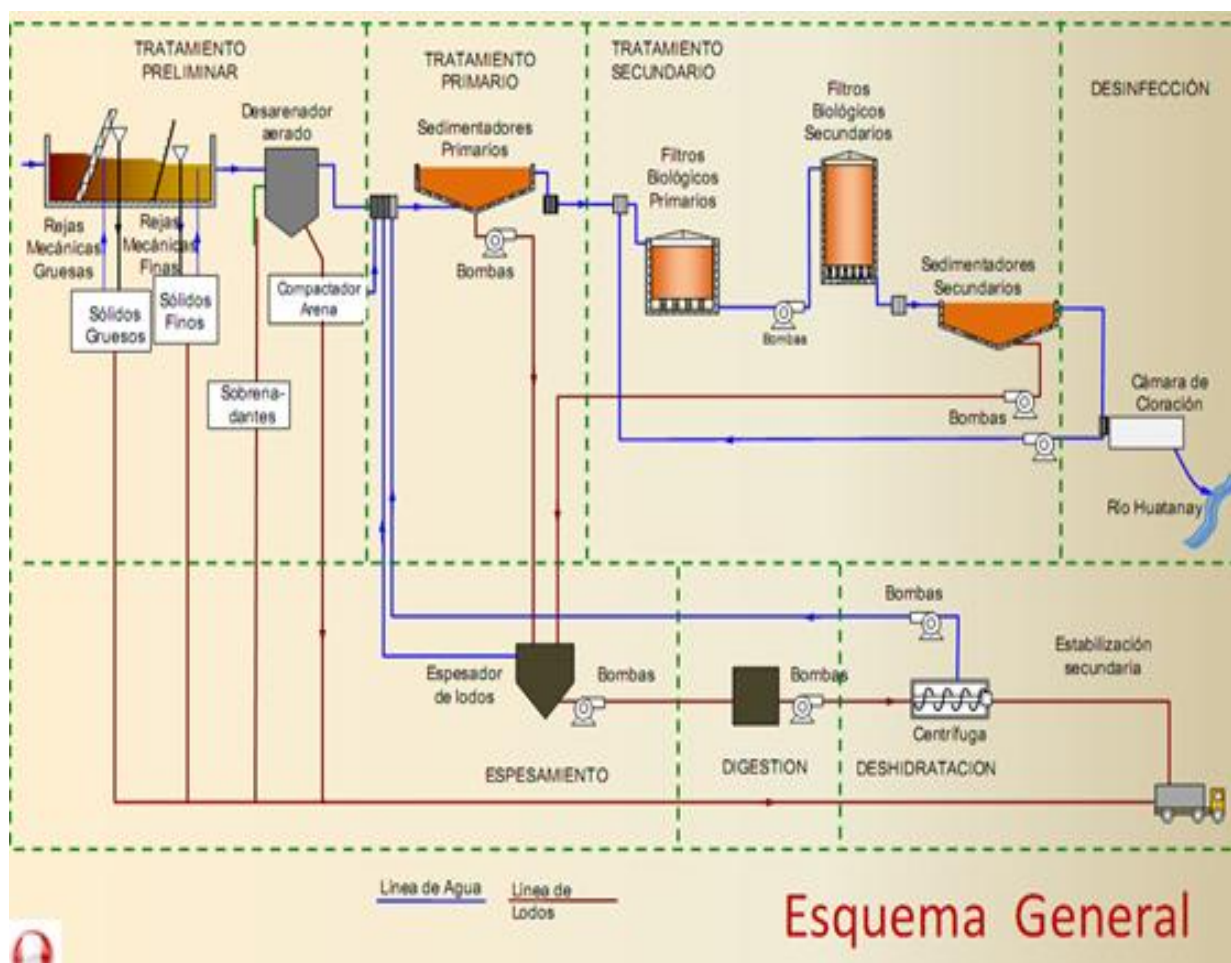 TRATAMIENTO
PRELIMINAR
TRATAMIENTO
PRIMARIO
TRATAMIENTO
SECUNDARIO
DESINFECCIÓN
Desarenador
aerado
Sedimentadores
Primarios
Filtros
Biológicos
Primarios
Filtros
Biológicos
Secundarios
Rejas
Mecánicas
Gruesas
Rejas
Mecánicas
Finas
Sólidos
Gruesos
Sólidos
Finos
Compactador
Arena
Bombas
Bombas
Sedimentadores
Secundarios
Sobrena-
dantes
Bombas
Cámara de
Cloración
Río Huatanay
Bombas
Espesador
de lodos
Bombas
Bombas
Estabilización
secundaria
Centrífuga
ESPESAMIENTO
DIGESTION
DESHIDRATACION
Línea de Agua
Línea de
Lodos
Esquema General